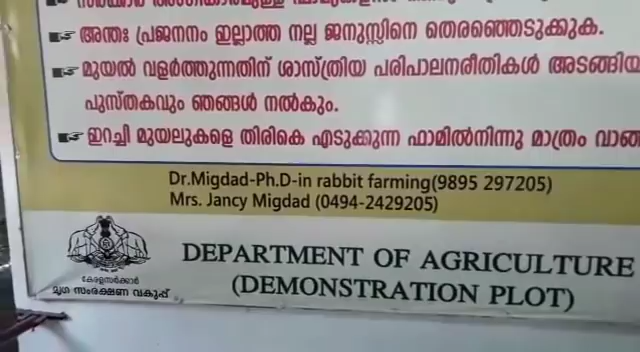 അന്തഃ പ്രജനനം ഇല്ലാത്ത നല്ല ജനുസ്സിനെ തെരഞ്ഞെടുക്കുക.
മുയൽ വളർത്തുന്നതിന് ശാസ്ത്രിയ പരിപാലനരീതികൾ അടങ്ങിയ
പുസ്തകവും ഞങ്ങൾ നൽകും.
ഇറച്ചി മുയലുകളെ തിരികെ എടുക്കുന്ന ഫാമിൽനിന്നു മാത്രം
Dr.Migdad-Ph.D-in rabbit farming(9895 297205)
Mrs. Jancy Migdad (0494-2429205)
DEPARTMENT OF AGRICULTURE
(DEMONSTRATION PLOT)
കേരളസർക്കാർ
മൃഗ സംരക്ഷണ വകുപ്പ്